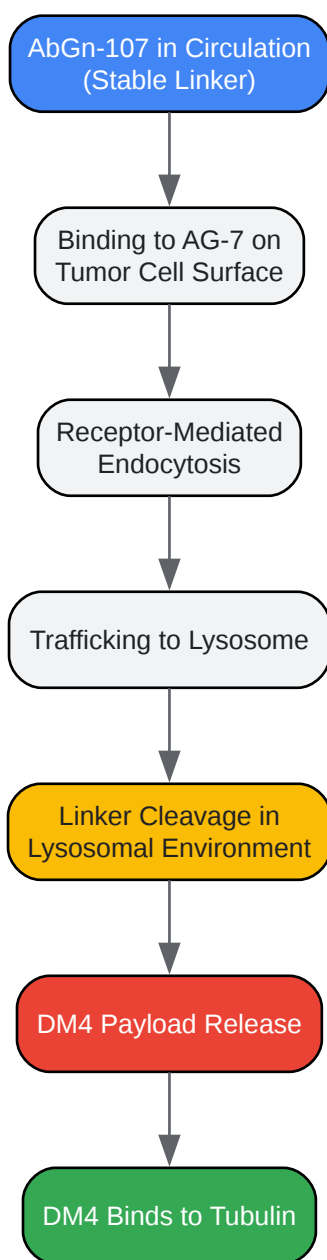 AbGn-107 in Circulation
(Stable Linker)
Binding to AG-7 on
Tumor Cell Surface
Receptor-Mediated
Endocytosis
Trafficking to Lysosome
Linker Cleavage in
Lysosomal Environment
DM4 Payload Release
DM4 Binds to Tubulin